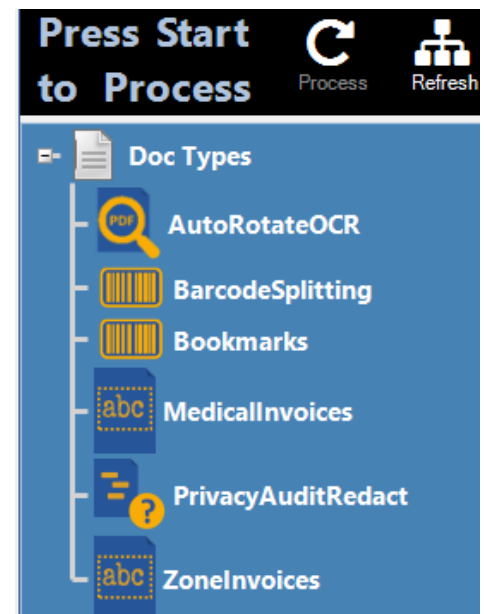 Press Start
to Process
Process
Refresh
Doc Types
PDF
AutoRotateOCR
BarcodeSplitting
Bookmarks
abc
MedicalInvoices
?
PrivacyAuditRedact
abc
ZoneInvoices